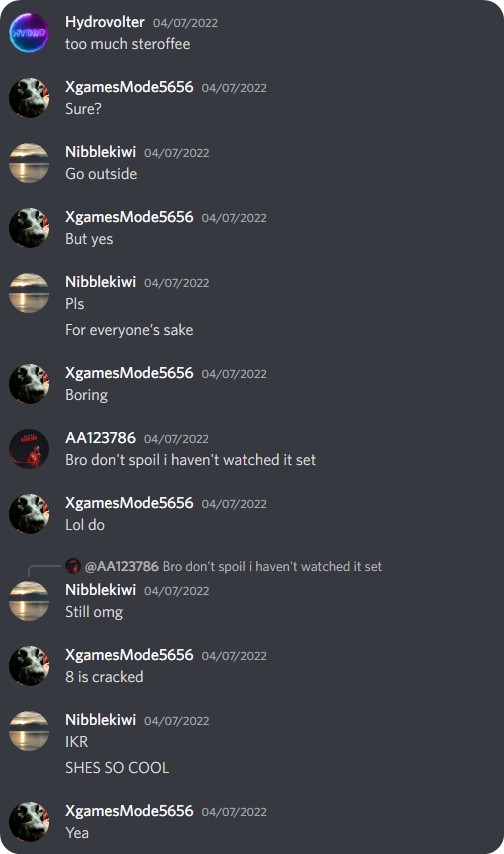 Hydrovolter 04/07/2022
too much steroffee
XgamesMode5656 04/07/2022
Sure?
Nibblekiwi 04/07/2022
Go outside
XgamesMode5656 04/07/2022
But yes
Nibblekiwi 04/07/2022
Pls
For everyone's sake
XgamesMode5656 04/07/2022
Boring
AA123786 04/07/2022
Bro don't spoil i haven't watched it set
XgamesMode5656 04/07/2022
Lol do
@AA123786 Bro don't spoil i haven't watched it set
Nibblekiwi 04/07/2022
Still omg
XgamesMode5656 04/07/2022
8 is cracked
Nibblekiwi 04/07/2022
IKR
SHES SO COOL
XgamesMode5656 04/07/2022
Yea